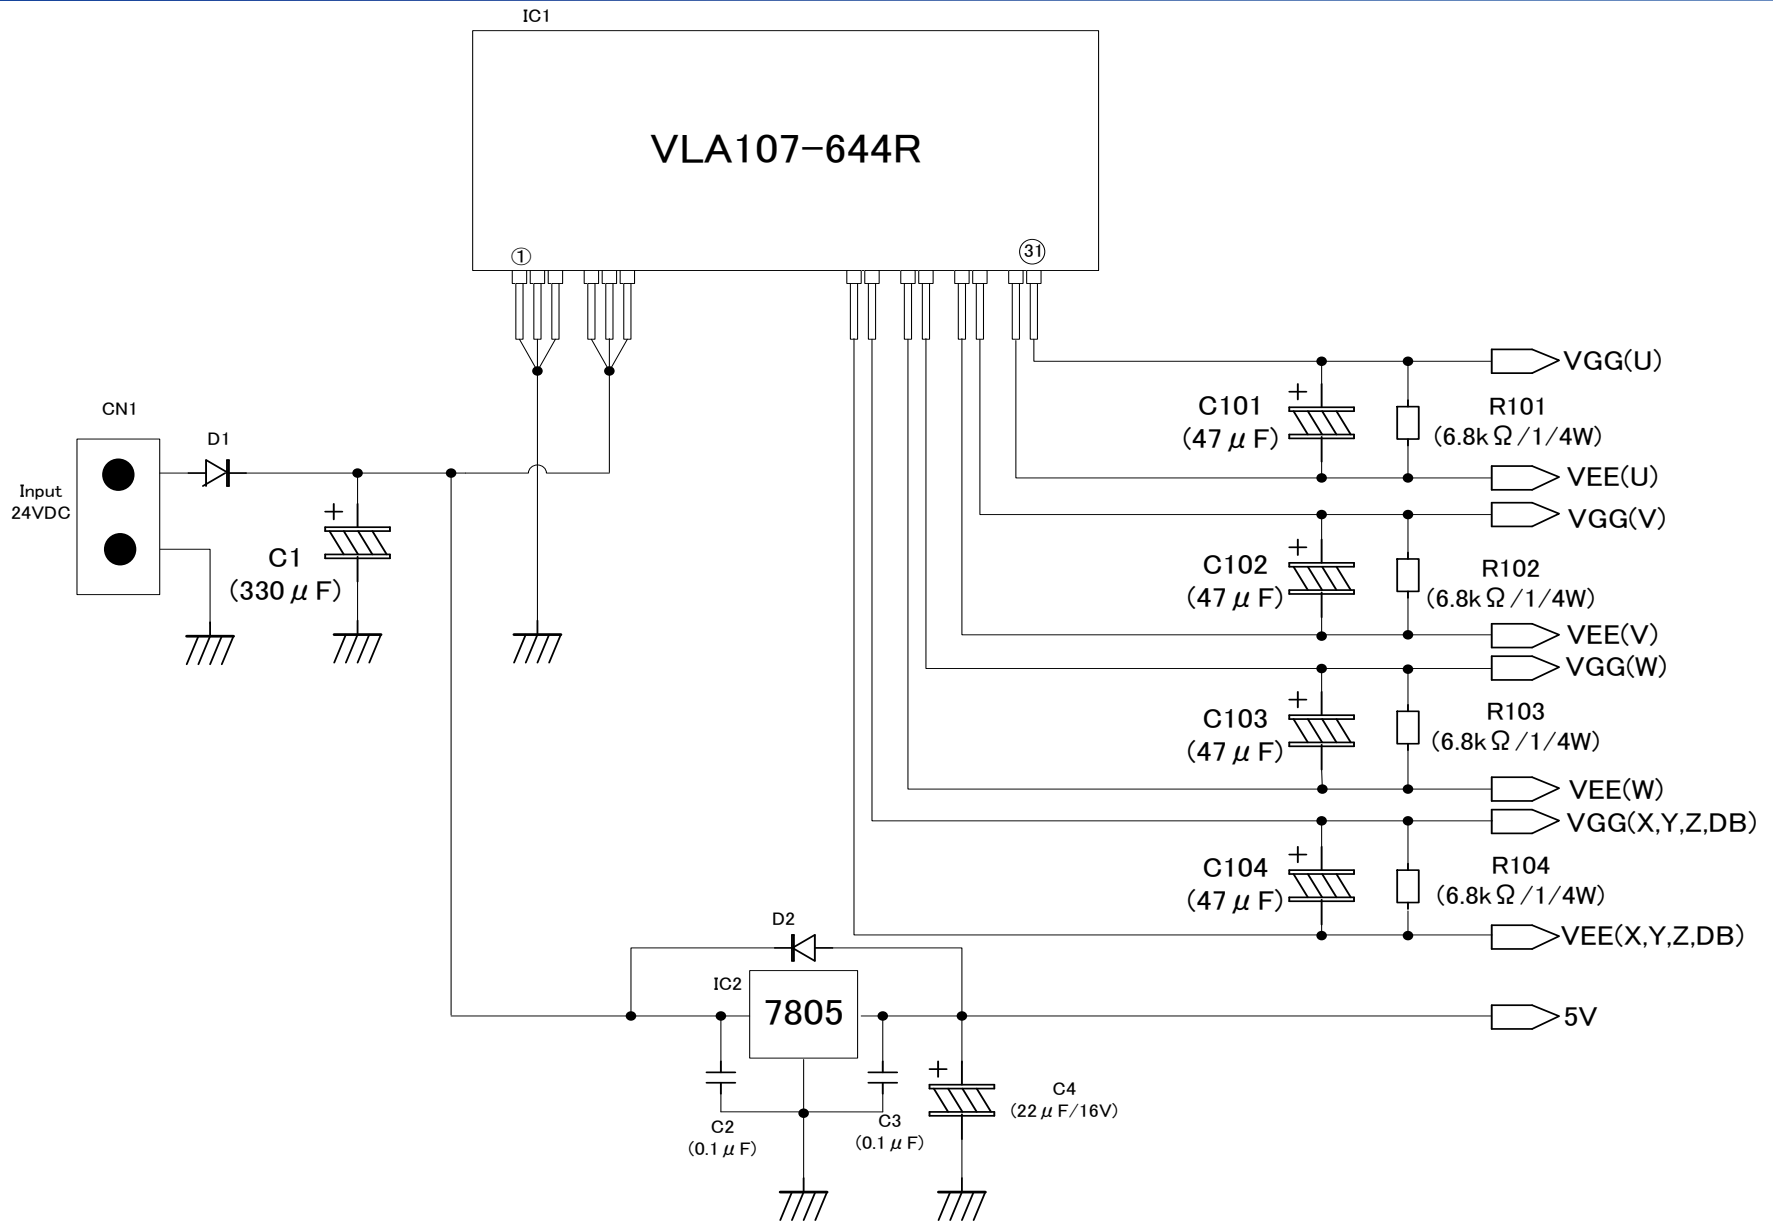 IC1
VLA107-644R
①
㉛
CN1
D1
Input
24VDC
+
C1
(330μF)
VGG(U)
+
C101
(47μF)
R101
(6.8kΩ/1/4W)
VEE(U)
VGG(V)
+
C102
(47μF)
R102
(6.8kΩ/1/4W)
VEE(V)
VGG(W)
+
C103
(47μF)
R103
(6.8kΩ/1/4W)
VEE(W)
VGG(X,Y,Z,DB)
+
C104
(47μF)
R104
(6.8kΩ/1/4W)
VEE(X,Y,Z,DB)
D2
IC2
7805
5V
+
C2
(0.1μF)
C3
(0.1μF)
C4
(22μF/16V)